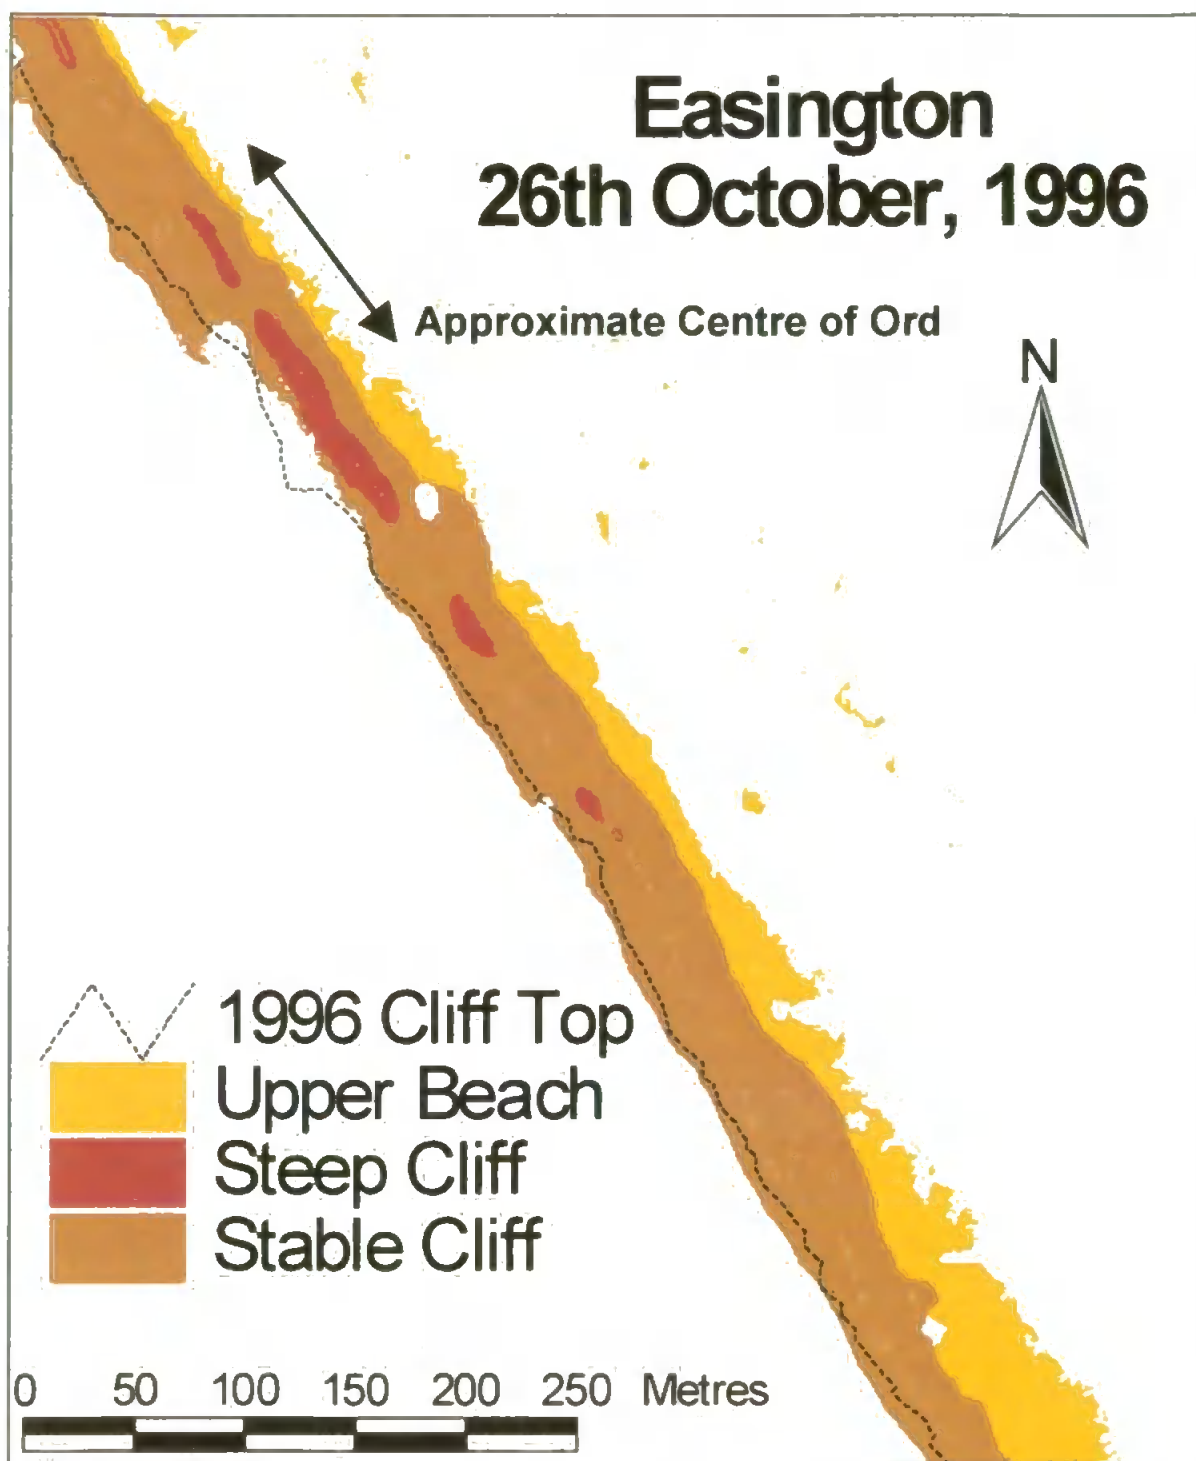 Easington
26th October, 1996
Approximate Centre of Ord
N
1996 Cliff Top
Upper Beach
Steep Cliff
Stable Cliff
0 50 100 150 200 250 Metres